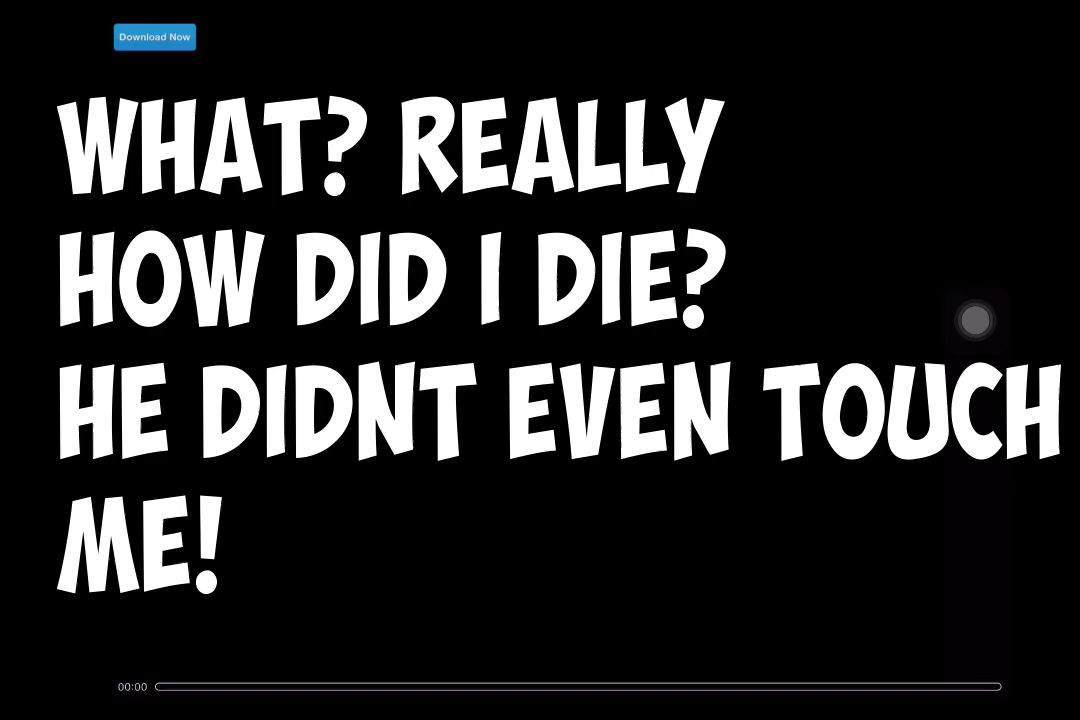 Download Now
WHAT? REALLY
HOW DID I DIE?
HE DIDNT EVEN TOUCH
ME!
00:00